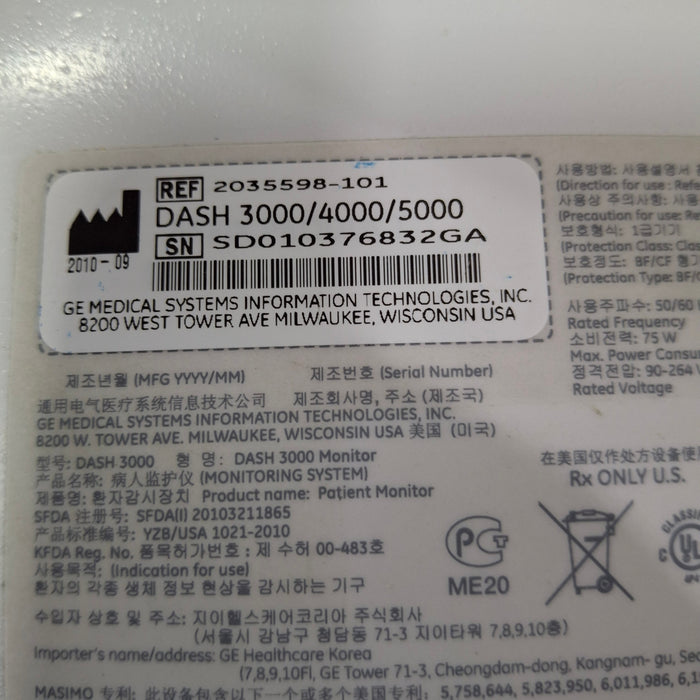 REF 2035598-101
DASH 3000/4000/5000
SN SD010376832GA
2010-09
GE MEDICAL SYSTEMS INFORMATION TECHNOLOGIES, INC.
8200 WEST TOWER AVE MILWAUKEE, WISCONSIN USA
사용방법: 사용설명서
(Direction for use : Refe
사용상 주의사항: 사용
(Precaution for use: Re
보호형식: 1급기기
(Protection Class: Cla
보호정도: BF/CF 형기
(Protection Type: BF/
사용주파수: 50/60
Rated Frequency
소비전력: 75 W
Max. Power Consu
정격전압: 90-264
Rated Voltage
제조년월 (MFG YYYY/MM) 제조번호 (Serial Number)
通用电气医疗系统信息技术公司 제조회사명, 주소 (제조국)
GE MEDICAL SYSTEMS INFORMATION TECHNOLOGIES, INC.
8200 W. TOWER AVE. MILWAUKEE, WISCONSIN USA 美国 (미국)
型号: DASH 3000 형 명: DASH 3000 Monitor
产品名称: 病人监护仪 (MONITORING SYSTEM)
제품명: 환자감시장치 Product name: Patient Monitor
SFDA 注册号: SFDA(I) 20103211865
产品标准编号: YZB/USA 1021-2010
KFDA Reg. No. 품목허가번호 : 제 수허 00-483호
사용목적: (Indication for use)
환자의 각종 생체 정보 현상을 감시하는 기구
在美国仅作处方设备使
Rx ONLY U.S.
PCT
ME20
CLASSIFI
C UL
수입자 상호 및 주소: 지이헬스케어코리아 주식회사
(서울시 강남구 청담동 71-3 지이타워 7,8,9,10층)
Importer's name/address: GE Healthcare Korea
(7,8,9,10Fl, GE Tower 71-3, Cheongdam-dong, Kangnam- gu, Seo
MASIMO 专利: 此设备包含以下一个或多个美国专利: 5,758,644, 5,823,950, 6,011,986, 6